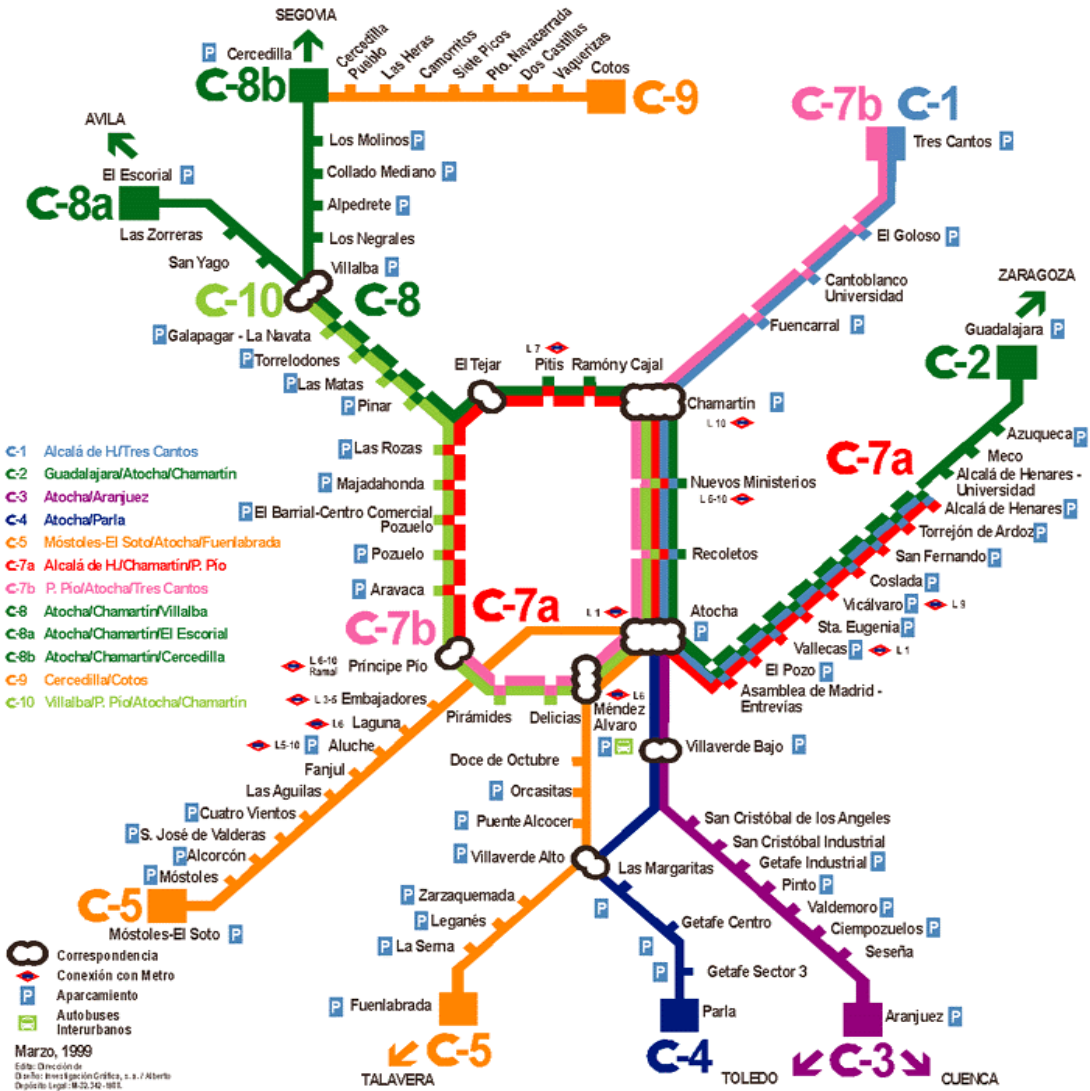 SEGOVIA
Cercedilla
C-8b
Cercedilla
Pueblo
Las Heras
Camorritos
Siete Picos
Pto. Navacerrada
Dos Castillas
Vaquerizas
Cotos
C-9
C-7b
C-1
Tres Cantos
AVILA
El Escorial
C-8a
Las Zorreras
San Yago
Los Molinos
Collado Mediano
Alpedrete
Los Negrales
Villalba
C-10
C-8
El Goloso
Cantoblanco
Universidad
Fuencarral
ZARAGOZA
Guadalajara
C-2
Galapagar - La Navata
Torrelodones
Las Matas
Pinar
El Tejar
L 7
Pitis
Ramón y Cajal
Chamartín
L 10
Las Rozas
Majadahonda
El Barrial-Centro Comercial
Pozuelo
Pozuelo
Aravaca
C-7b
C-7a
Nuevos Ministerios
L 6-10
Recoletos
L 1
Atocha
C-7a
Azuqueca
Meco
Alcalá de Henares -
Universidad
Alcalá de Henares
Torrejón de Ardoz
San Fernando
Coslada
Vicálvaro
L 9
Sta. Eugenia
Vallecas
L 1
El Pozo
Asamblea de Madrid -
Entrevías
C-1 Alcalá de H./Tres Cantos
C-2 Guadalajara/Atocha/Chamartín
C-3 Atocha/Aranjuez
C-4 Atocha/Parla
C-5 Móstoles-El Soto/Atocha/Fuenlabrada
C-7a Alcalá de H./Chamartín/P. Pío
C-7b P. Pío/Atocha/Tres Cantos
C-8 Atocha/Chamartín/Villalba
C-8a Atocha/Chamartín/El Escorial
C-8b Atocha/Chamartín/Cercedilla
C-9 Cercedilla/Cotos
C-10 Villalba/P. Pío/Atocha/Chamartín
L 6-10
Ramal
Príncipe Pío
L 3-5
Embajadores
L6
Laguna
L5-10
Aluche
Fanjul
Las Aguilas
Cuatro Vientos
S. José de Valderas
Alcorcón
Móstoles
C-5
Móstoles-El Soto
Pirámides
Delicias
L6
Méndez
Alvaro
Doce de Octubre
Orcasitas
Puente Alcocer
Villaverde Alto
Zarzaquemada
Leganés
La Serna
Fuenlabrada
C-5
TALAVERA
Villaverde Bajo
San Cristóbal de los Angeles
San Cristóbal Industrial
Getafe Industrial
Pinto
Valdemoro
Ciempozuelos
Seseña
Aranjuez
C-3
CUENCA
Las Margaritas
Getafe Centro
Getafe Sector 3
Parla
C-4
TOLEDO
Correspondencia
Conexión con Metro
P Aparcamiento
Autobuses
Interurbanos
Marzo, 1999
Edita: Dirección de
Diseño: Investigación Gráfica, s. a. / Alberto